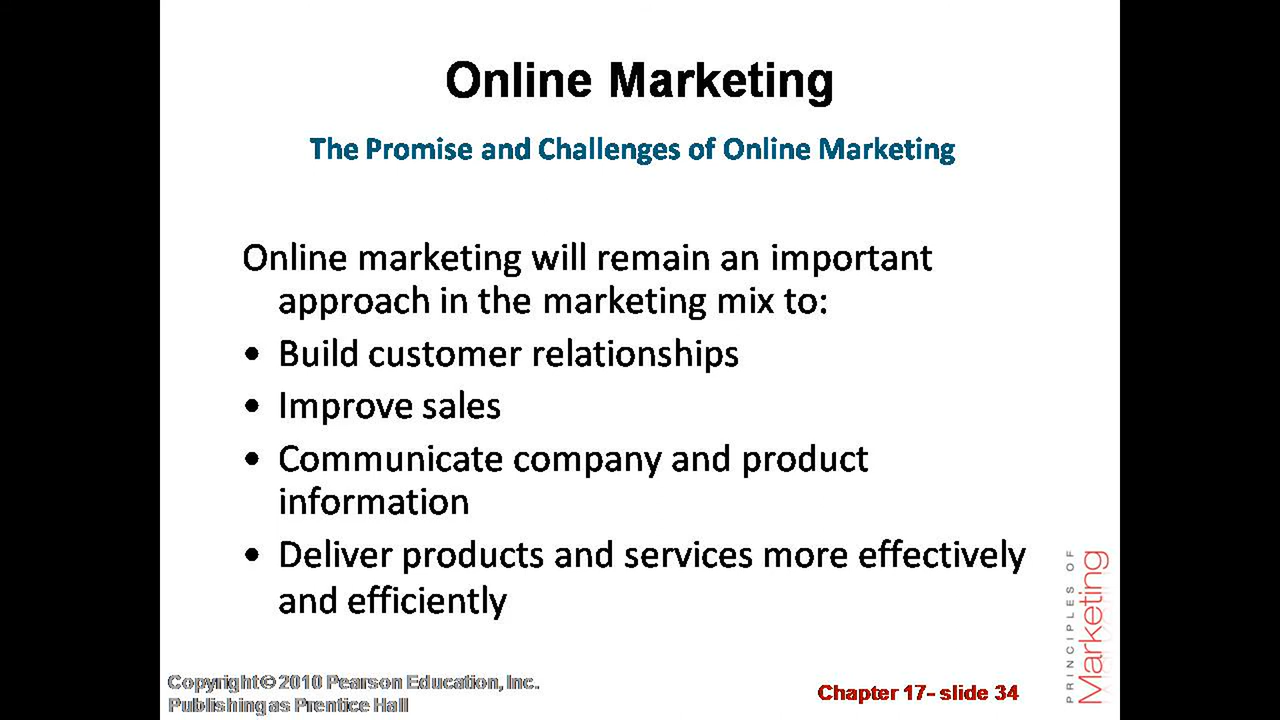 Online Marketing
The Promise and Challenges of Online Marketing
Online marketing will remain an important
approach in the marketing mix to:
• Build customer relationships
• Improve sales
• Communicate company and product
information
• Deliver products and services more effectively
and efficiently
PRINCIPLES OF
Marketing
Copyright © 2010 Pearson Education, Inc.
Publishing as Prentice Hall
Chapter 17- slide 34